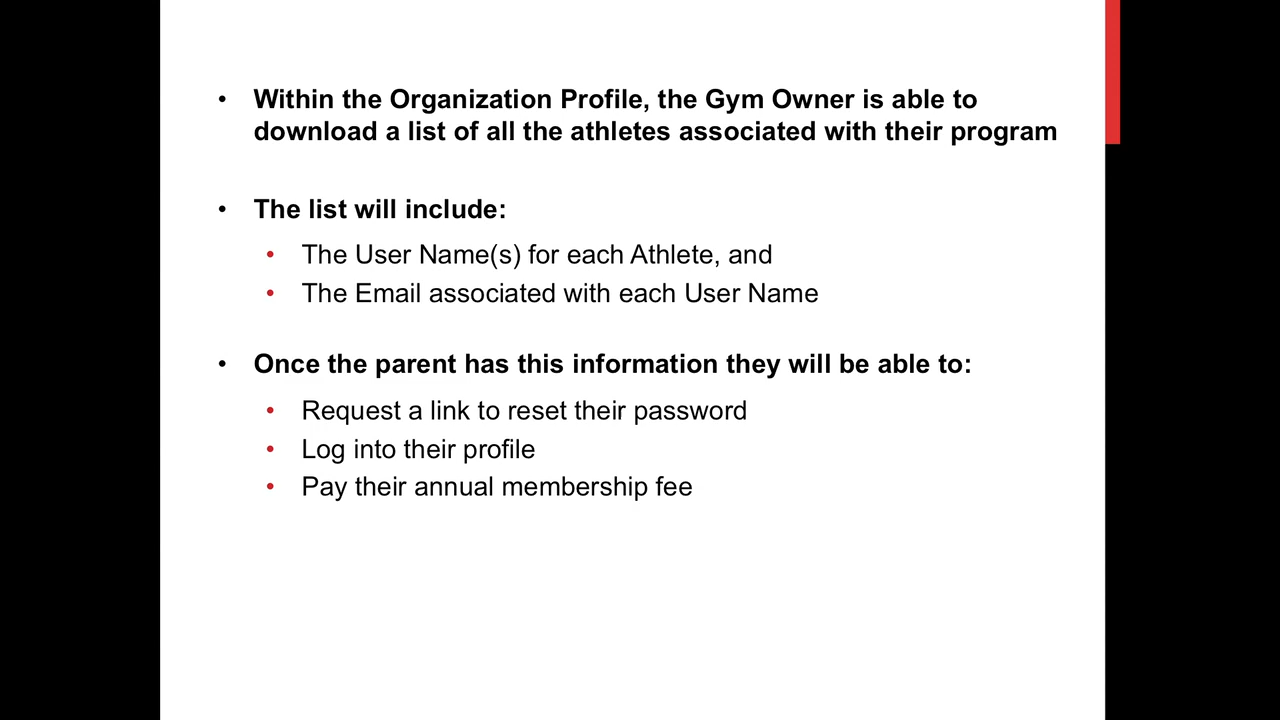 • Within the Organization Profile, the Gym Owner is able to
download a list of all the athletes associated with their program
• The list will include:
• The User Name(s) for each Athlete, and
• The Email associated with each User Name
• Once the parent has this information they will be able to:
• Request a link to reset their password
• Log into their profile
• Pay their annual membership fee